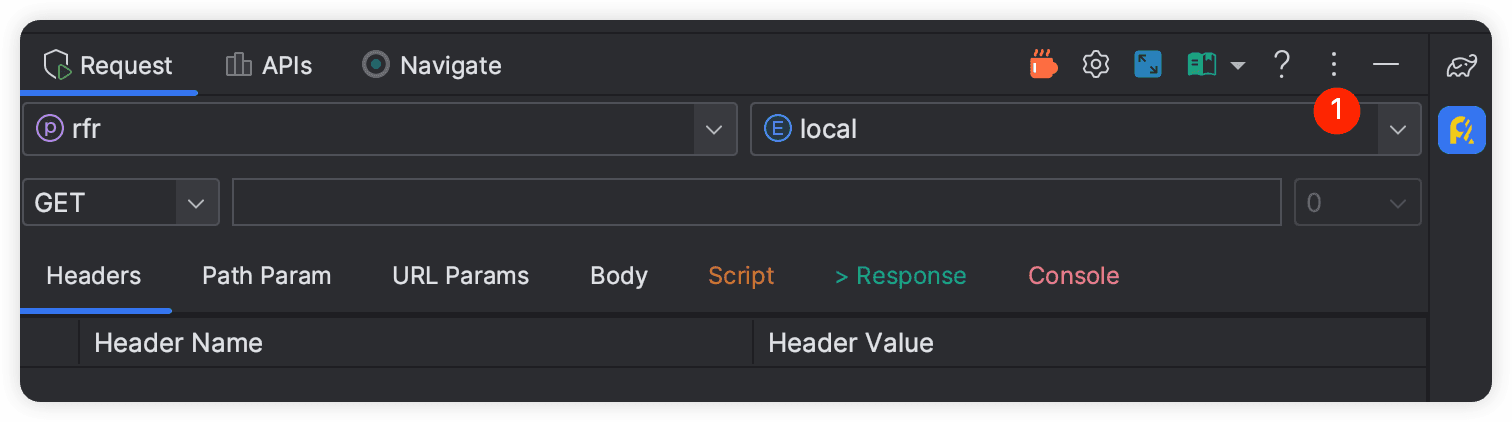 Request APIs Navigate ?
1
P rfr E local
GET 0
Headers Path Param URL Params Body Script > Response Console
Header Name Header Value